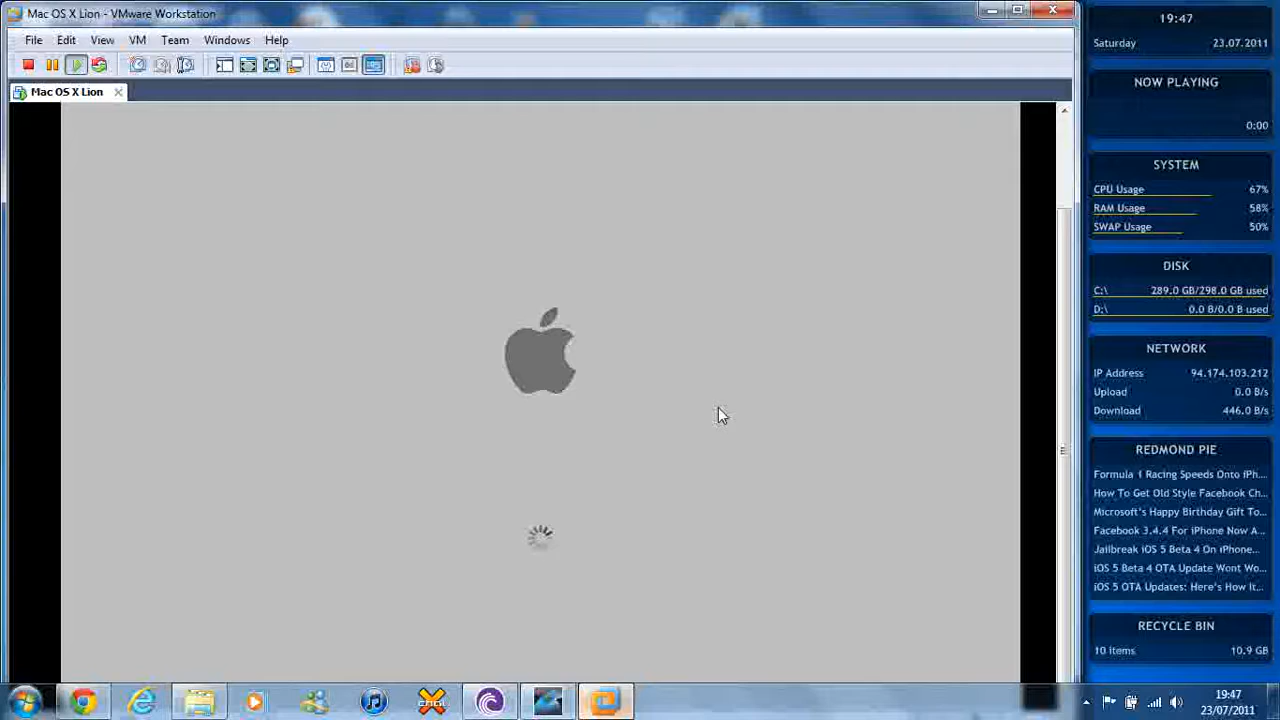 Mac OS X Lion - VMware Workstation
File Edit View VM Team Windows Help
Mac OS X Lion
19:47
Saturday 23.07.2011
NOW PLAYING
0:00
SYSTEM
CPU Usage 67%
RAM Usage 58%
SWAP Usage 50%
DISK
C:\ 289.0 GB/298.0 GB used
D:\ 0.0 B/0.0 B used
NETWORK
IP Address 94.174.103.212
Upload 0.0 B/s
Download 446.0 B/s
REDMOND PIE
Formula 1 Racing Speeds Onto iPh...
How To Get Old Style Facebook Ch...
Microsoft's Happy Birthday Gift To...
Facebook 3.4.4 For iPhone Now A...
Jailbreak iOS 5 Beta 4 On iPhone...
iOS 5 Beta 4 OTA Update Wont Wo...
iOS 5 OTA Updates: Here's How It...
RECYCLE BIN
10 items 10.9 GB
19:47
23/07/2011